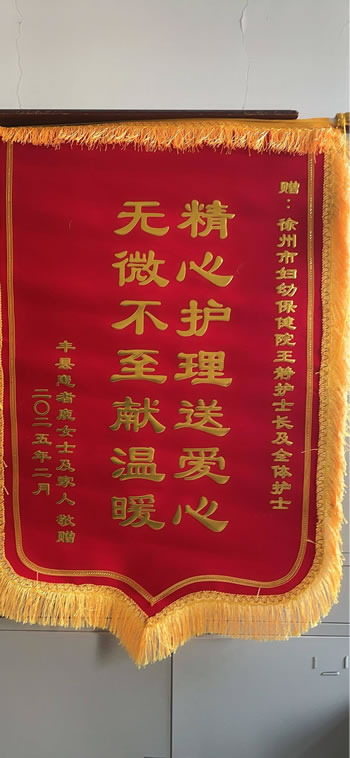 赠：徐州市妇幼保健院王静护士长及全体护士
精心护理送爱心
无微不至献温暖
丰县患者袁女士及家人 敬赠
二〇二五年二月